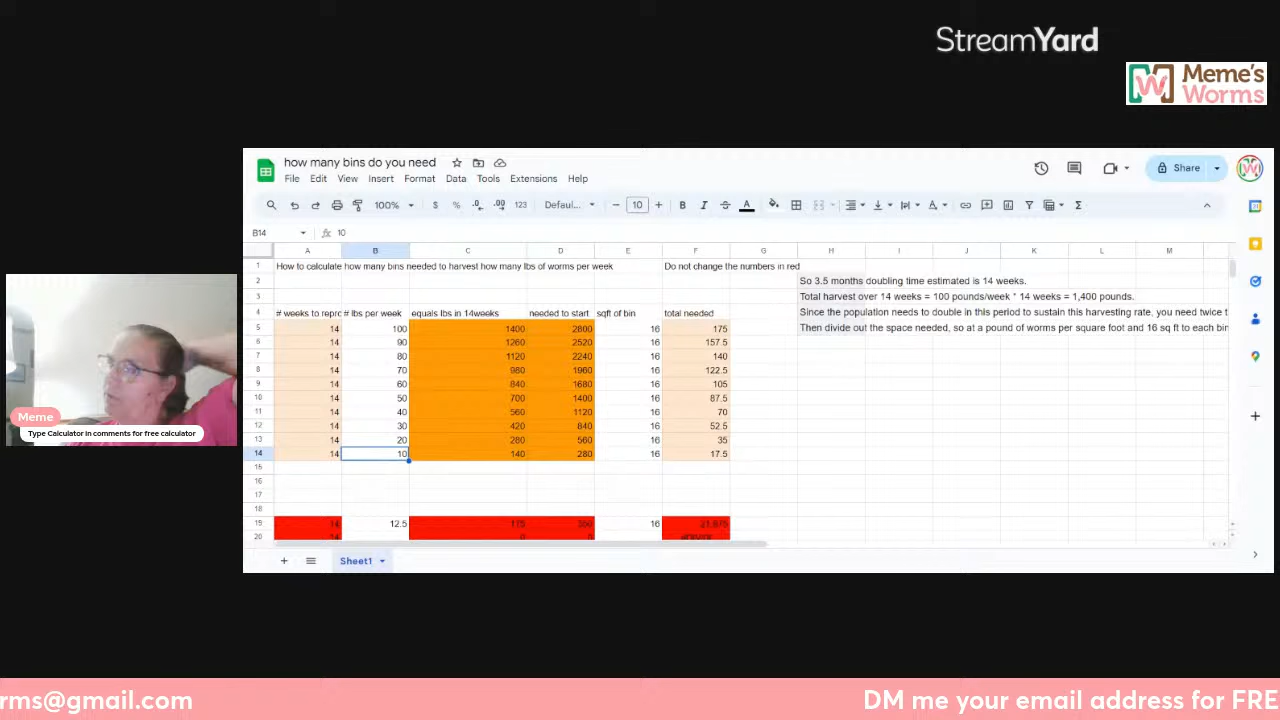 StreamYard
Meme's
Worms
how many bins do you need
File Edit View Insert Format Data Tools Extensions Help
Share
100% $ % .0 .00 123 Defaul... 10 B I A
B14 fx 10
A B C D E F G H I J K L M
1 How to calculate how many bins needed to harvest how many lbs of worms per week Do not change the numbers in red
2 So 3.5 months doubling time estimated is 14 weeks.
3 Total harvest over 14 weeks = 100 pounds/week * 14 weeks = 1,400 pounds.
4 # weeks to repro # lbs per week equals lbs in 14weeks needed to start sqft of bin total needed Since the population needs to double in this period to sustain this harvesting rate, you need twice t
5 14 100 1400 2800 16 175 Then divide out the space needed, so at a pound of worms per square foot and 16 sq ft to each bin
6 14 90 1260 2520 16 157.5
7 14 80 1120 2240 16 140
8 14 70 980 1960 16 122.5
9 14 60 840 1680 16 105
10 14 50 700 1400 16 87.5
11 14 40 560 1120 16 70
12 14 30 420 840 16 52.5
13 14 20 280 560 16 35
14 14 10 140 280 16 17.5
15
16
17
18
19 14 12.5 175 350 16 21.875
20 14 0 0
Sheet1
Meme
Type Calculator in comments for free calculator
rms@gmail.com DM me your email address for FRE